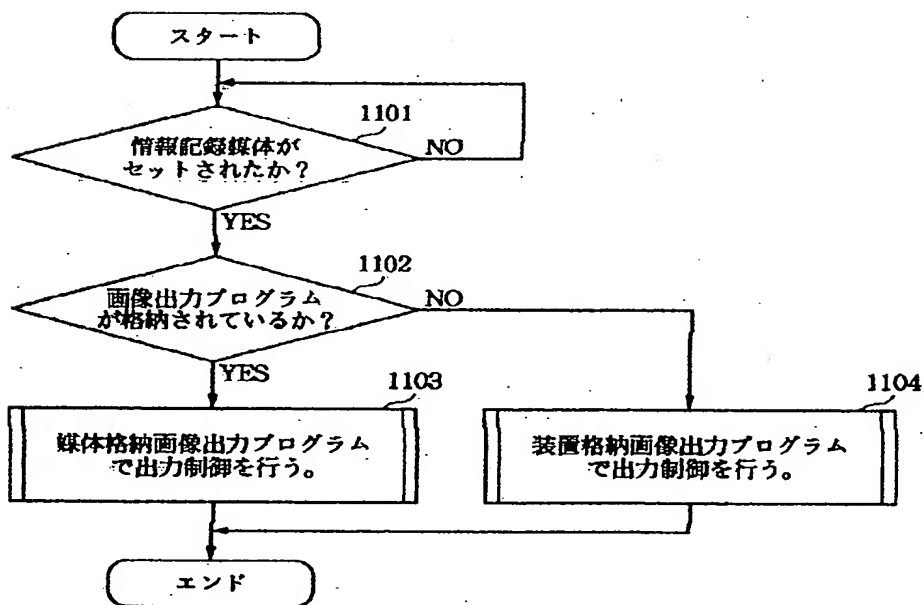 スタート
1101
情報記録媒体が
セットされたか？
NO
YES
1102
画像出力プログラム
が格納されているか？
NO
YES
1103
媒体格納画像出力プログラム
で出力制御を行う。
1104
装置格納画像出力プログラム
で出力制御を行う。
エンド